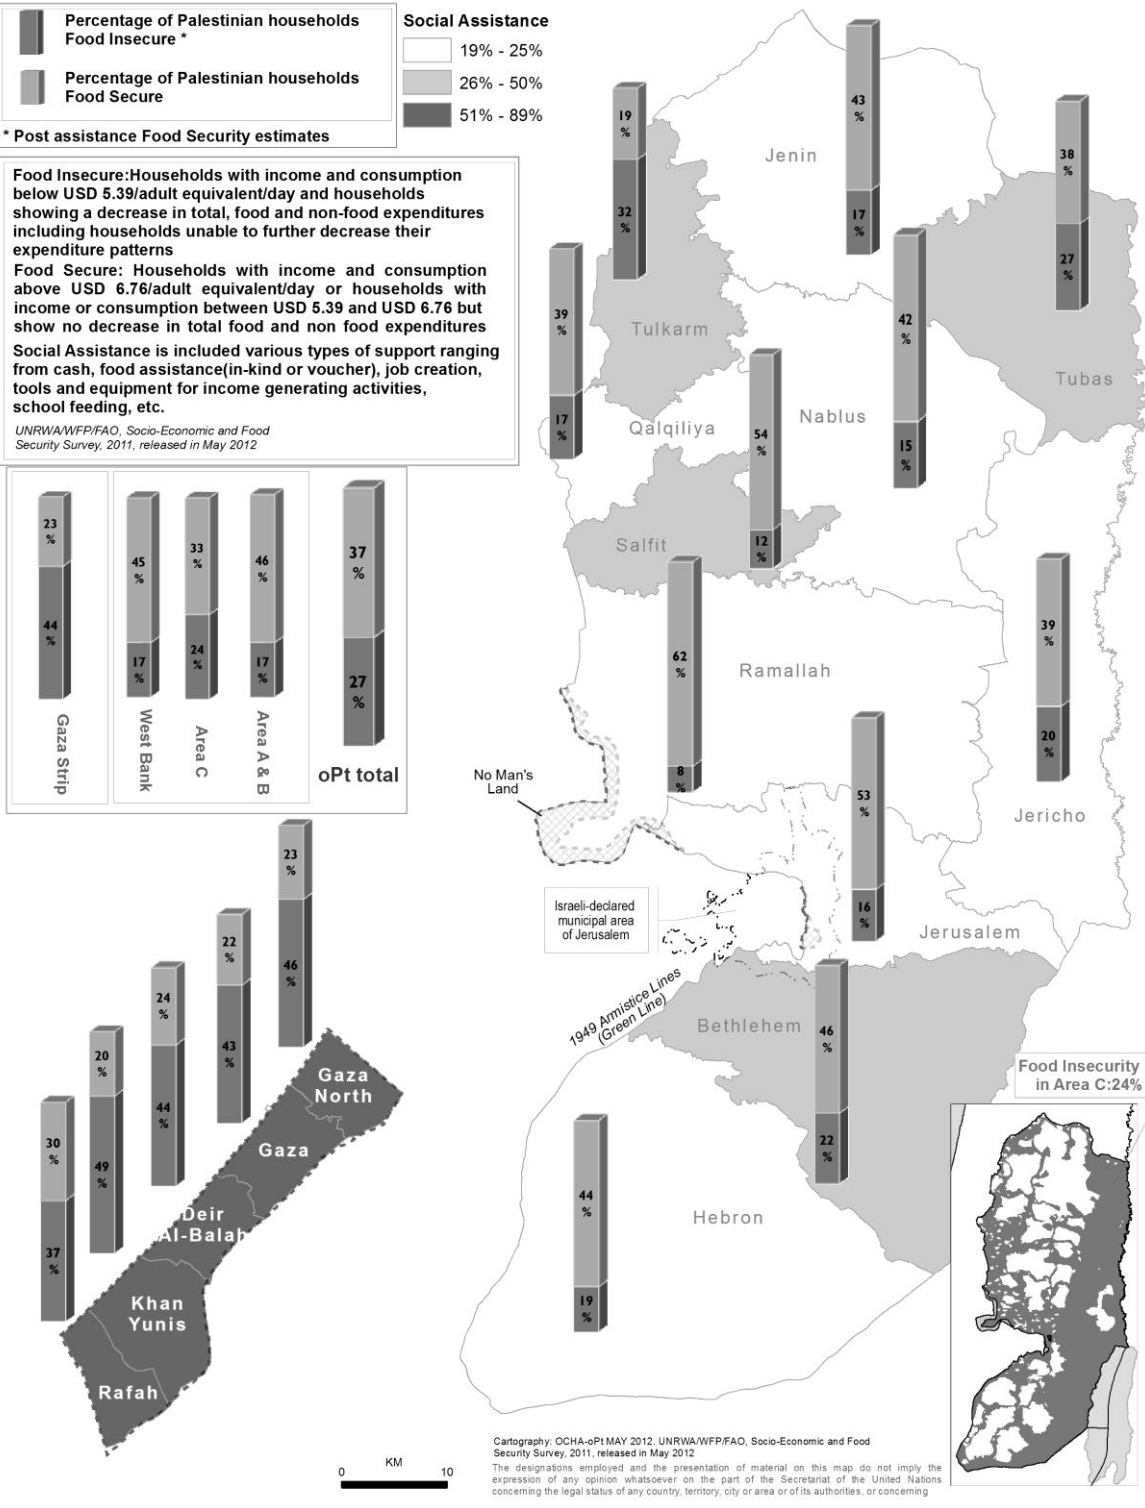 Percentage of Palestinian households
Food Insecure *
Percentage of Palestinian households
Food Secure
* Post assistance Food Security estimates
Social Assistance
19% - 25%
26% - 50%
51% - 89%
Food Insecure:Households with income and consumption
below USD 5.39/adult equivalent/day and households
showing a decrease in total, food and non-food expenditures
including households unable to further decrease their
expenditure patterns
Food Secure: Households with income and consumption
above USD 6.76/adult equivalent/day or households with
income or consumption between USD 5.39 and USD 6.76 but
show no decrease in total food and non food expenditures
Social Assistance is included various types of support ranging
from cash, food assistance(in-kind or voucher), job creation,
tools and equipment for income generating activities,
school feeding, etc.
UNRWA/WFP/FAO, Socio-Economic and Food
Security Survey, 2011, released in May 2012
23
%
44
%
Gaza Strip
45
%
17
%
West Bank
33
%
24
%
Area C
46
%
17
%
Area A & B
37
%
27
%
oPt total
43
%
17
%
Jenin
19
%
32
%
Tulkarm
38
%
27
%
Tubas
39
%
17
%
Qalqiliya
42
%
15
%
Nablus
54
%
12
%
Salfit
62
%
8
%
Ramallah
39
%
20
%
Jericho
No Man's
Land
53
%
16
%
Jerusalem
Israeli-declared
municipal area
of Jerusalem
1949 Armistice Lines
(Green Line)
46
%
22
%
Bethlehem
44
%
19
%
Hebron
23
%
46
%
Gaza
NORTH
22
%
43
%
Gaza
24
%
44
%
Deir
Al-Balah
20
%
49
%
Khan
Yunis
30
%
37
%
Rafah
Food Insecurity
in Area C:24%
KM
0 10
Cartography: OCHA-oPt MAY 2012. UNRWA/WFP/FAO, Socio-Economic and Food
Security Survey, 2011, released in May 2012
The designations employed and the presentation of material on this map do not imply the
expression of any opinion whatsoever on the part of the Secretariat of the United Nations
concerning the legal status of any country, territory, city or area or of its authorities, or concerning